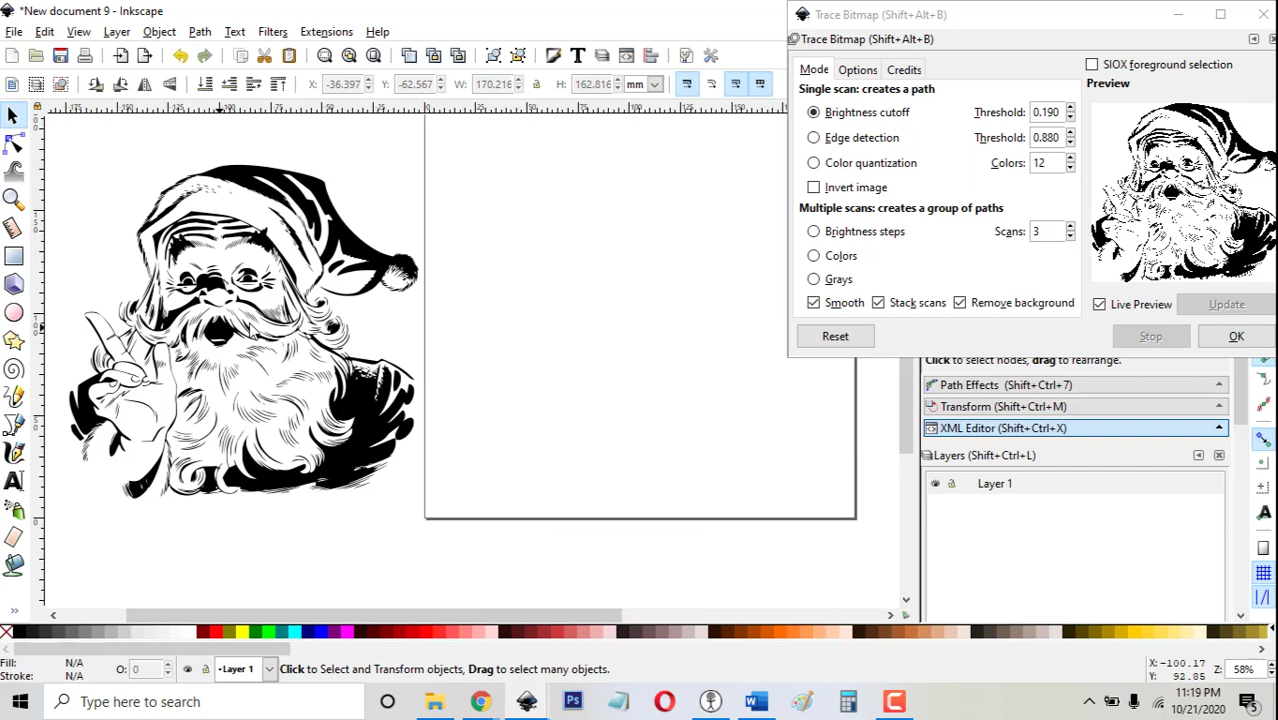 *New document 9 - Inkscape
File Edit View Layer Object Path Text Filters Extensions Help
X: -36.397 Y: -62.567 W: 170.216 H: 162.816 mm
Trace Bitmap (Shift+Alt+B)
Trace Bitmap (Shift+Alt+B)
Mode Options Credits
SIOX foreground selection
Single scan: creates a path
Preview
Brightness cutoff Threshold: 0.190
Edge detection Threshold: 0.880
Color quantization Colors: 12
Invert image
Multiple scans: creates a group of paths
Brightness steps Scans: 3
Colors
Grays
Smooth Stack scans Remove background
Live Preview Update
Reset Stop OK
Click to select nodes, drag to rearrange.
Path Effects (Shift+Ctrl+7)
Transform (Shift+Ctrl+M)
XML Editor (Shift+Ctrl+X)
Layers (Shift+Ctrl+L)
Layer 1
Fill: N/A
Stroke: N/A
O: 0
Layer 1
Click to Select and Transform objects, Drag to select many objects.
X: -100.17
Y: 92.85
Z: 58%
Type here to search
Ps
11:19 PM
10/21/2020
5